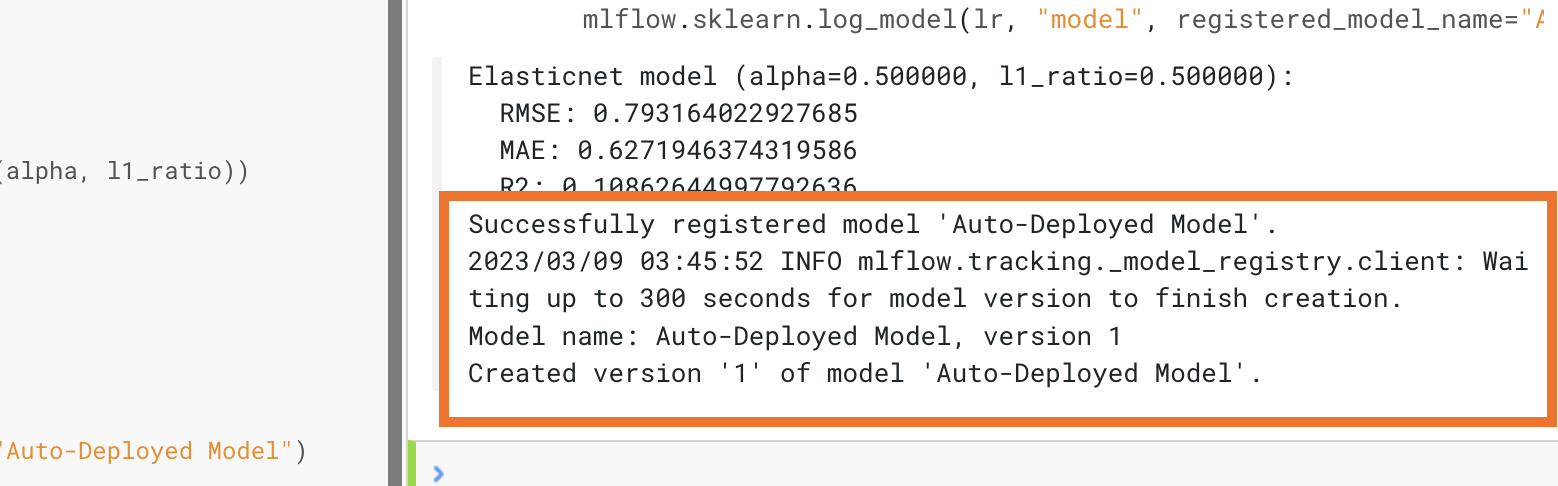 (alpha, l1_ratio))
"Auto-Deployed Model")
mlflow.sklearn.log_model(lr, "model", registered_model_name="A
Elasticnet model (alpha=0.500000, l1_ratio=0.500000):
RMSE: 0.793164022927685
MAE: 0.6271946374319586
R2: 0.10862644997792636
Successfully registered model 'Auto-Deployed Model'.
2023/03/09 03:45:52 INFO mlflow.tracking._model_registry.client: Wai
ting up to 300 seconds for model version to finish creation.
Model name: Auto-Deployed Model, version 1
Created version '1' of model 'Auto-Deployed Model'.